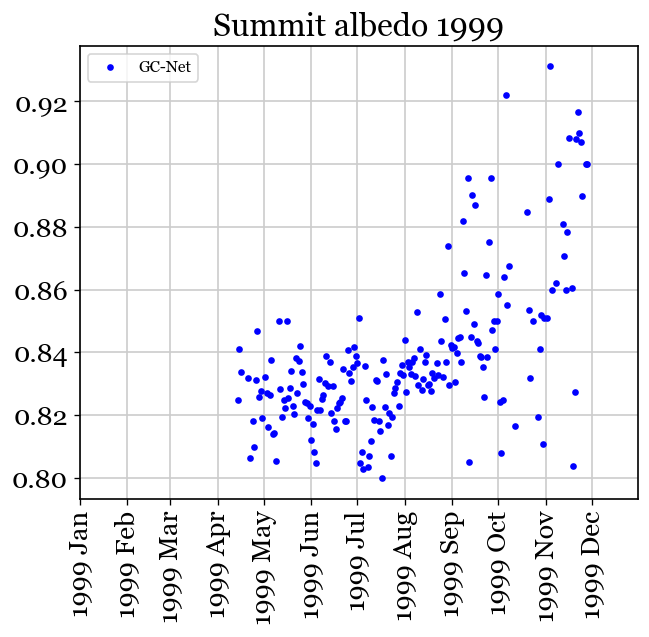 Summit albedo 1999
GC-Net
0.92
0.90
0.88
0.86
0.84
0.82
0.80
1999 Jan
1999 Feb
1999 Mar
1999 Apr
1999 May
1999 Jun
1999 Jul
1999 Aug
1999 Sep
1999 Oct
1999 Nov
1999 Dec